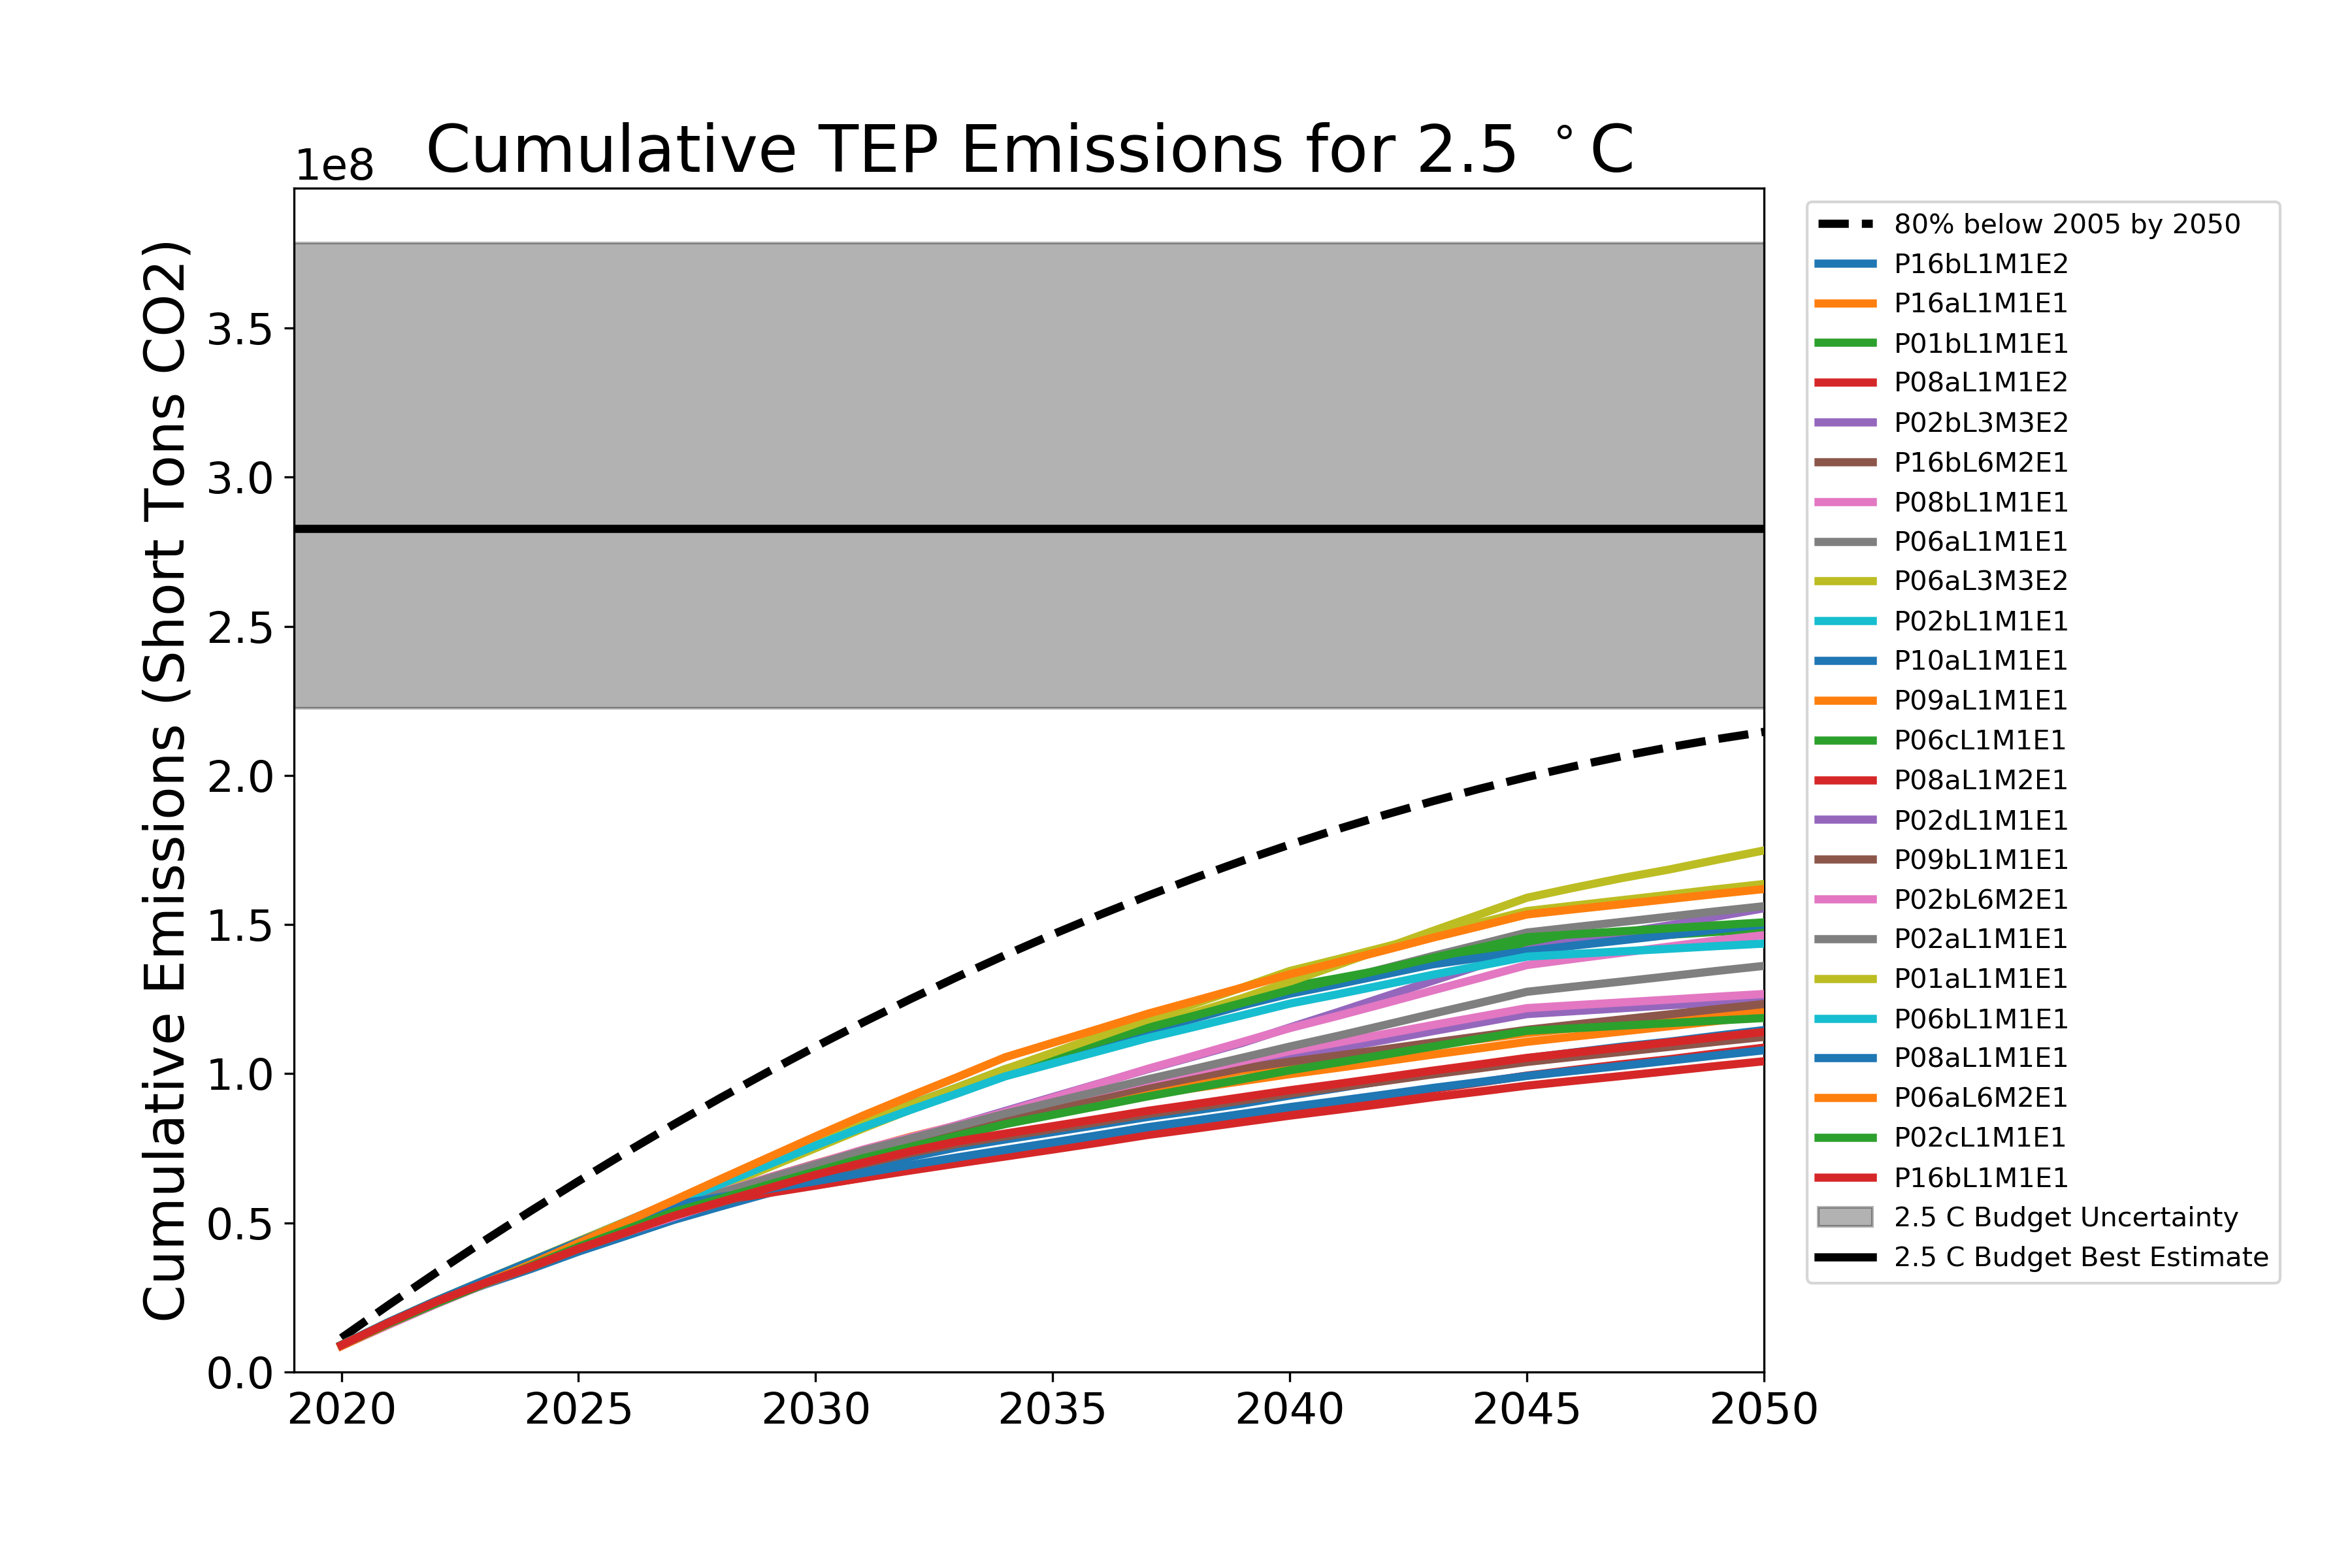 Cumulative TEP Emissions for 2.5 °C
1e8
Cumulative Emissions (Short Tons CO2)
3.5
3.0
2.5
2.0
1.5
1.0
0.5
0.0
2020 2025 2030 2035 2040 2045 2050
80% below 2005 by 2050
P16bL1M1E2
P16aL1M1E1
P01bL1M1E1
P08aL1M1E2
P02bL3M3E2
P16bL6M2E1
P08bL1M1E1
P06aL1M1E1
P06aL3M3E2
P02bL1M1E1
P10aL1M1E1
P09aL1M1E1
P06cL1M1E1
P08aL1M2E1
P02dL1M1E1
P09bL1M1E1
P02bL6M2E1
P02aL1M1E1
P01aL1M1E1
P06bL1M1E1
P08aL1M1E1
P06aL6M2E1
P02cL1M1E1
P16bL1M1E1
2.5 C Budget Uncertainty
2.5 C Budget Best Estimate